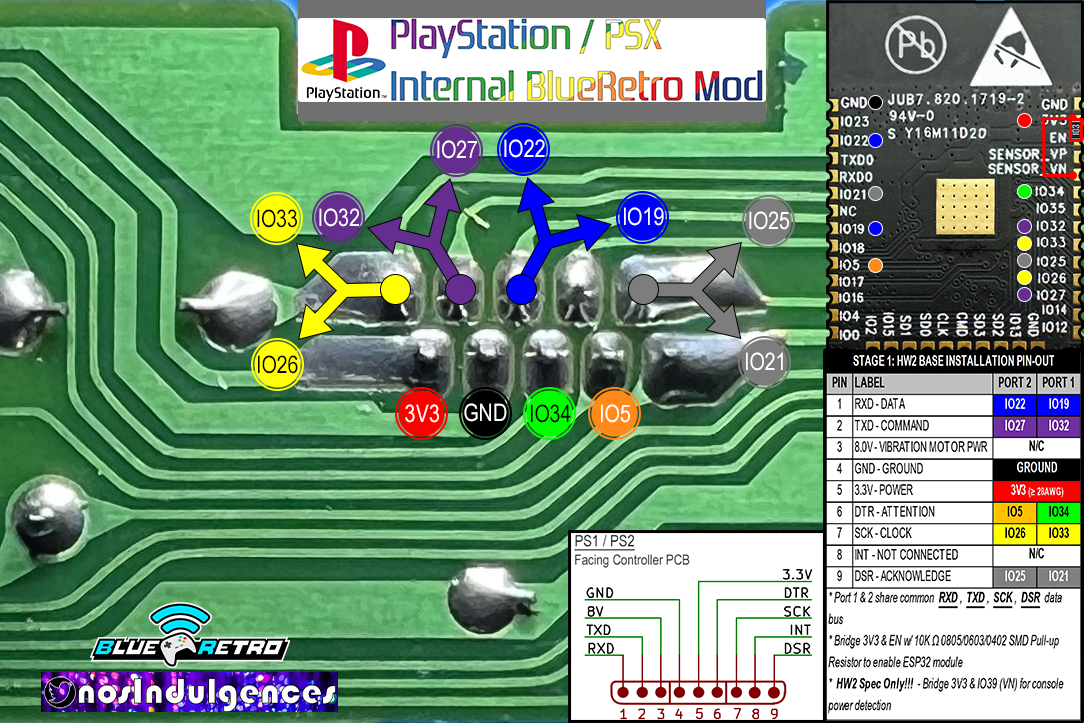 PlayStation / PSX
Internal BlueRetro Mod
PlayStation™
IO27
IO22
IO33
IO32
IO19
IO25
IO26
IO21
3V3
GND
IO34
IO5
Pb
JUB7.820.1719-2
94V-0
S Y16M11D20
GND
IO23
IO22
TXD0
RXD0
IO21
NC
IO19
IO18
IO5
IO17
IO16
IO4
IO0
IO2
IO15
SD1
SD0
CLK
CMD
SD3
SD2
IO13
GND
GND
3V3
EN
SENSOR_VP
SENSOR_VN
IO34
IO35
IO32
IO33
IO25
IO26
IO27
IO14
IO12
STAGE 1: HW2 BASE INSTALLATION PIN-OUT
PIN LABEL PORT 2 PORT 1
1 RXD - DATA IO22 IO19
2 TXD - COMMAND IO27 IO32
3 8.0V - VIBRATION MOTOR PWR N/C
4 GND - GROUND GROUND
5 3.3V - POWER 3V3 (≥ 28AWG)
6 DTR - ATTENTION IO5 IO34
7 SCK - CLOCK IO26 IO33
8 INT - NOT CONNECTED N/C
9 DSR - ACKNOWLEDGE IO25 IO21
* Port 1 & 2 share common RXD , TXD , SCK , DSR data
bus
* Bridge 3V3 & EN w/ 10K Ω 0805/0603/0402 SMD Pull-up
Resistor to enable ESP32 module
* HW2 Spec Only!!! - Bridge 3V3 & IO39 (VN) for console
power detection
PS1 / PS2
Facing Controller PCB
GND
8V
TXD
RXD
3.3V
DTR
SCK
INT
DSR
1 2 3 4 5 6 7 8 9
BLUERETRO
nosIndulgences